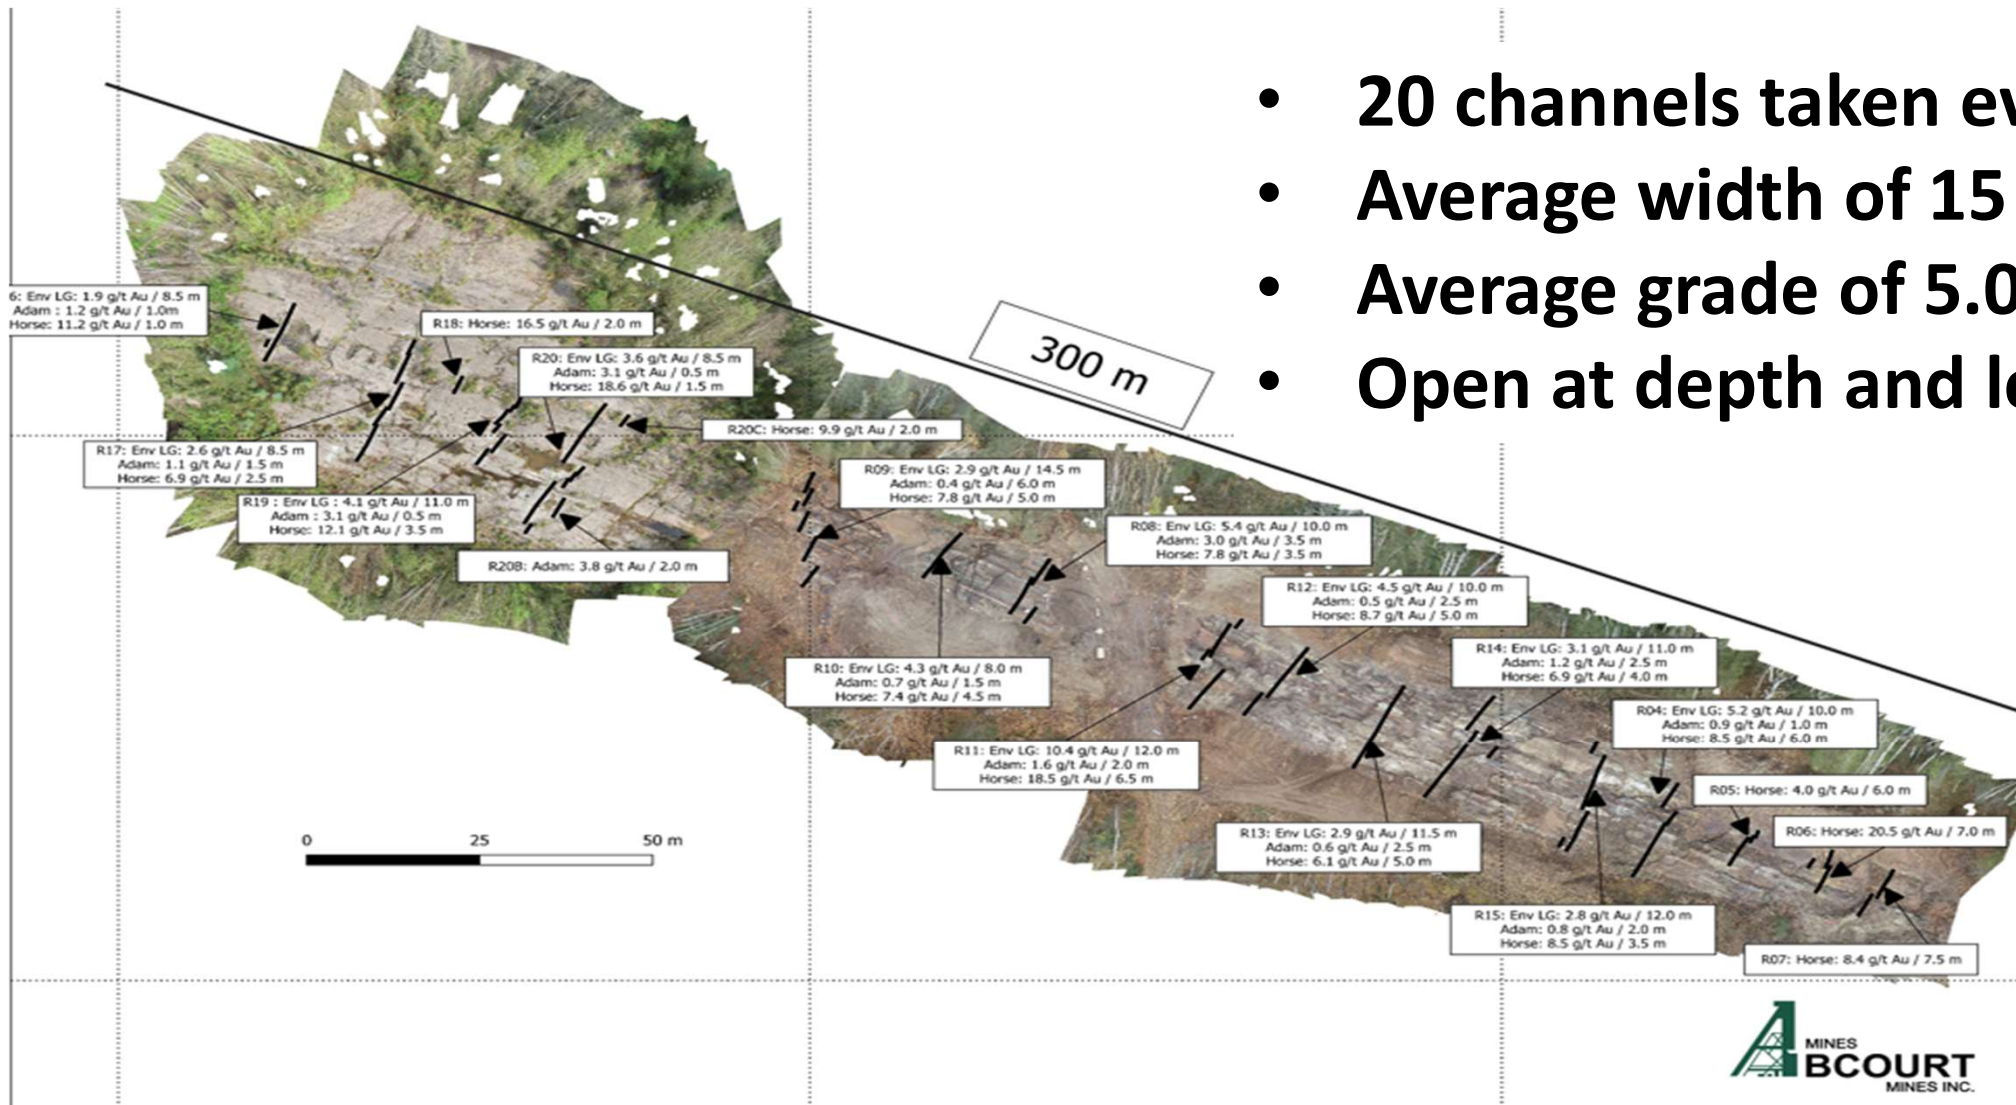 • 20 channels taken
• Average width of 15
• Average grade of 5.0
• Open at depth and
300 m
6: Env LG: 1.9 g/t Au / 8.5 m
Adam : 1.2 g/t Au / 1.0m
Horse: 11.2 g/t Au / 1.0 m
R18: Horse: 16.5 g/t Au / 2.0 m
R20: Env LG: 3.6 g/t Au / 8.5 m
Adam: 3.1 g/t Au / 0.5 m
Horse: 18.6 g/t Au / 1.5 m
R20C: Horse: 9.9 g/t Au / 2.0 m
R17: Env LG: 2.6 g/t Au / 8.5 m
Adam: 1.1 g/t Au / 1.5 m
Horse: 6.9 g/t Au / 2.5 m
R19 : Env LG : 4.1 g/t Au / 11.0 m
Adam : 3.1 g/t Au / 0.5 m
Horse: 12.1 g/t Au / 3.5 m
R20B: Adam: 3.8 g/t Au / 2.0 m
R09: Env LG: 2.9 g/t Au / 14.5 m
Adam: 0.4 g/t Au / 6.0 m
Horse: 7.8 g/t Au / 5.0 m
R08: Env LG: 5.4 g/t Au / 10.0 m
Adam: 3.0 g/t Au / 3.5 m
Horse: 7.8 g/t Au / 3.5 m
R12: Env LG: 4.5 g/t Au / 10.0 m
Adam: 0.5 g/t Au / 2.5 m
Horse: 8.7 g/t Au / 5.0 m
R10: Env LG: 4.3 g/t Au / 8.0 m
Adam: 0.7 g/t Au / 1.5 m
Horse: 7.4 g/t Au / 4.5 m
R14: Env LG: 3.1 g/t Au / 11.0 m
Adam: 1.2 g/t Au / 2.5 m
Horse: 6.9 g/t Au / 4.0 m
R04: Env LG: 5.2 g/t Au / 10.0 m
Adam: 0.9 g/t Au / 1.0 m
Horse: 8.5 g/t Au / 6.0 m
R11: Env LG: 10.4 g/t Au / 12.0 m
Adam: 1.6 g/t Au / 2.0 m
Horse: 18.5 g/t Au / 6.5 m
R05: Horse: 4.0 g/t Au / 6.0 m
R06: Horse: 20.5 g/t Au / 7.0 m
R13: Env LG: 2.9 g/t Au / 11.5 m
Adam: 0.6 g/t Au / 2.5 m
Horse: 6.1 g/t Au / 5.0 m
0 25 50 m
R15: Env LG: 2.8 g/t Au / 12.0 m
Adam: 0.8 g/t Au / 2.0 m
Horse: 8.5 g/t Au / 3.5 m
R07: Horse: 8.4 g/t Au / 7.5 m
MINES
ABCOURT
MINES INC.